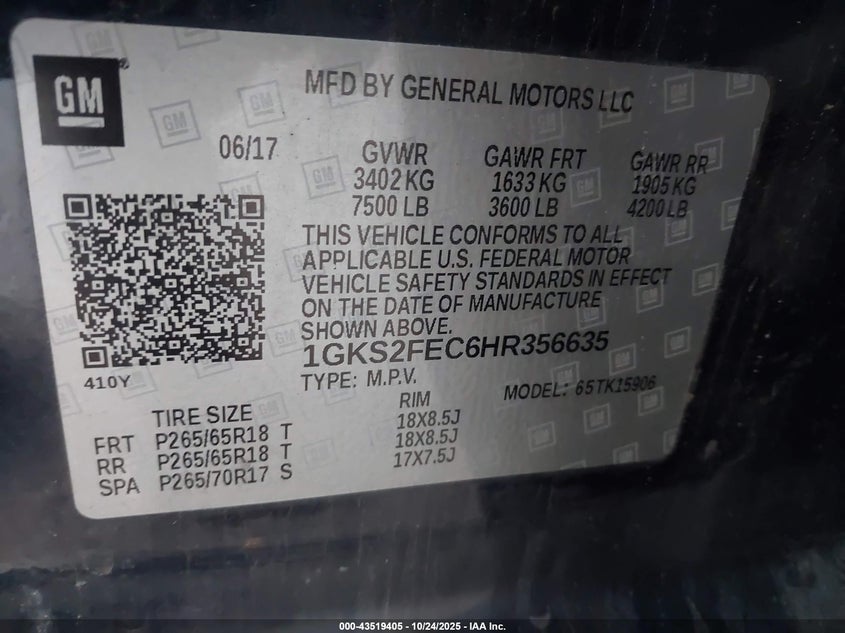 GM
MFD BY GENERAL MOTORS LLC
06/17
GVWR GAWR FRT GAWR RR
3402 KG 1633 KG 1905 KG
7500 LB 3600 LB 4200 LB
THIS VEHICLE CONFORMS TO ALL
APPLICABLE U.S. FEDERAL MOTOR
VEHICLE SAFETY STANDARDS IN EFFECT
ON THE DATE OF MANUFACTURE
SHOWN ABOVE.
1GKS2FEC6HR356635
410Y
TYPE: M.P.V. MODEL: 65TK15906
TIRE SIZE RIM
FRT P265/65R18 T 18X8.5J
RR P265/65R18 T 18X8.5J
SPA P265/70R17 S 17X7.5J
000-43519405 - 10/24/2025 - IAA Inc.